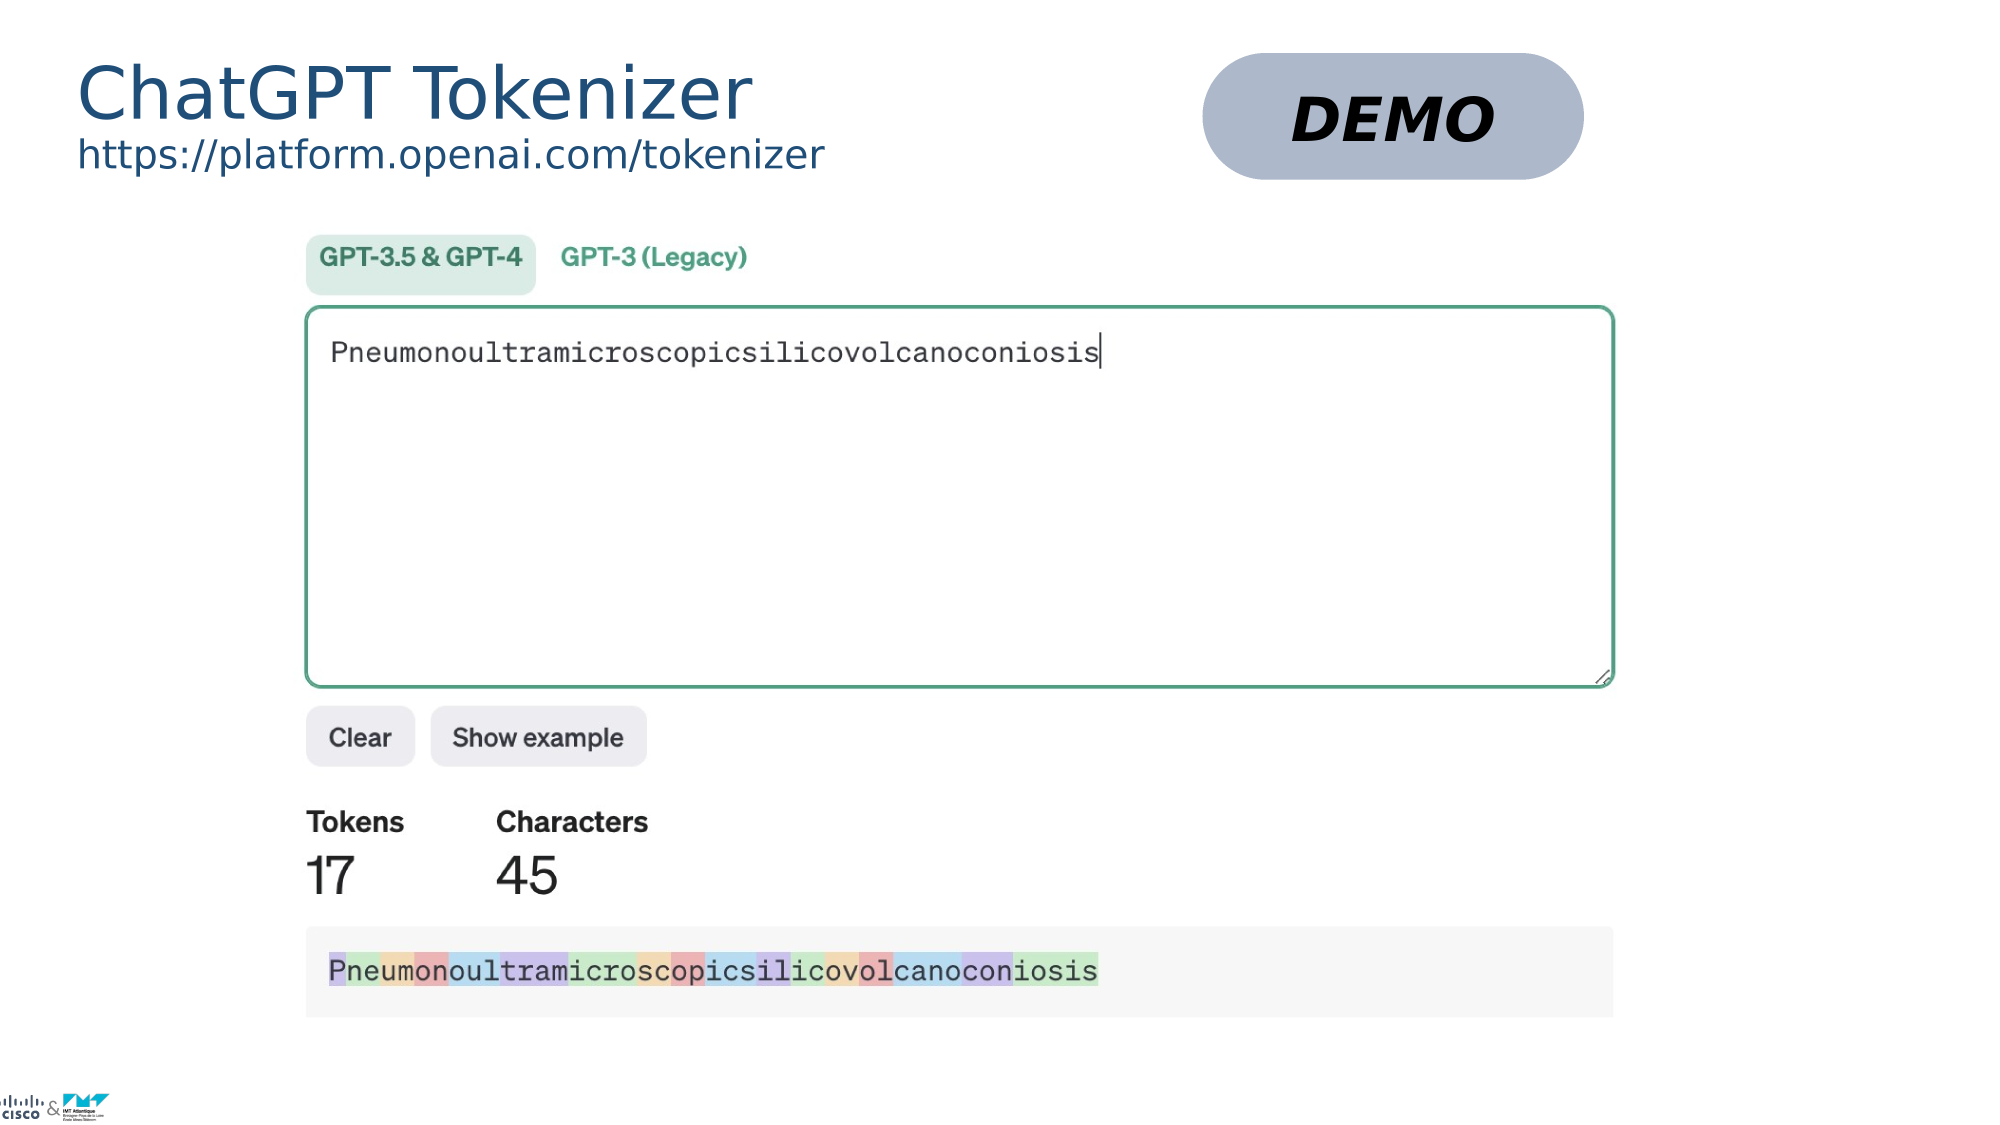 ChatGPT Tokenizer
https://platform.openai.com/tokenizer
DEMO
GPT-3.5 & GPT-4 GPT-3 (Legacy)
Pneumonoultramicroscopicsilicovolcanoconiosis
Clear Show example
Tokens Characters
17 45
Pneumonoultramicroscopicsilicovolcanoconiosis
CISCO & IMT Atlantique